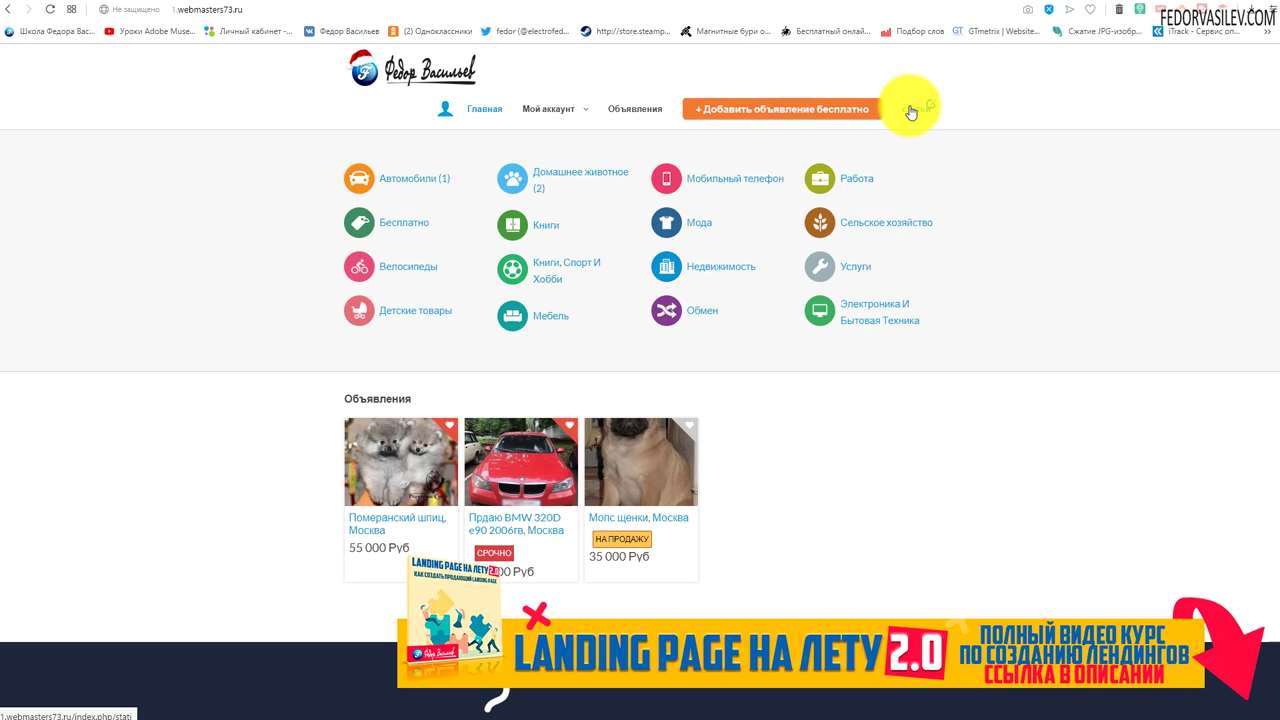 Не защищено
1.webmasters73.ru
FEDORVASILEV.COM
Школа Федора Вас...
Уроки Adobe Muse...
Личный кабинет -...
Федор Васильев
(2) Одноклассники
fedor (@electrofed...
http://store.steamp...
Магнитные бури о...
Бесплатный онлай...
Подбор слов
GTmetrix | Website...
Сжатие JPG-изобр...
iTrack - Сервис оп...
Федор Васильев
Главная
Мой аккаунт
Объявления
+ Добавить объявление бесплатно
Автомобили (1)
Домашнее животное
(2)
Мобильный телефон
Работа
Бесплатно
Книги
Мода
Сельское хозяйство
Велосипеды
Книги, Спорт И
Хобби
Недвижимость
Услуги
Детские товары
Мебель
Обмен
Электроника И
Бытовая Техника
Объявления
Померанский шпиц,
Москва
55 000 Руб
Прдаю BMW 320D
e90 2006гв, Москва
СРОЧНО
00 Руб
Мопс щенки, Москва
НА ПРОДАЖУ
35 000 Руб
LANDING PAGE НА ЛЕТУ 2.0
КАК СОЗДАТЬ ПРОДАЮЩИЙ LANDING PAGE
Федор Васильев
LANDING PAGE НА ЛЕТУ 2.0
ПОЛНЫЙ ВИДЕО КУРС
ПО СОЗДАНИЮ ЛЕНДИНГОВ
ССЫЛКА В ОПИСАНИИ
1.webmasters73.ru/index.php/stati